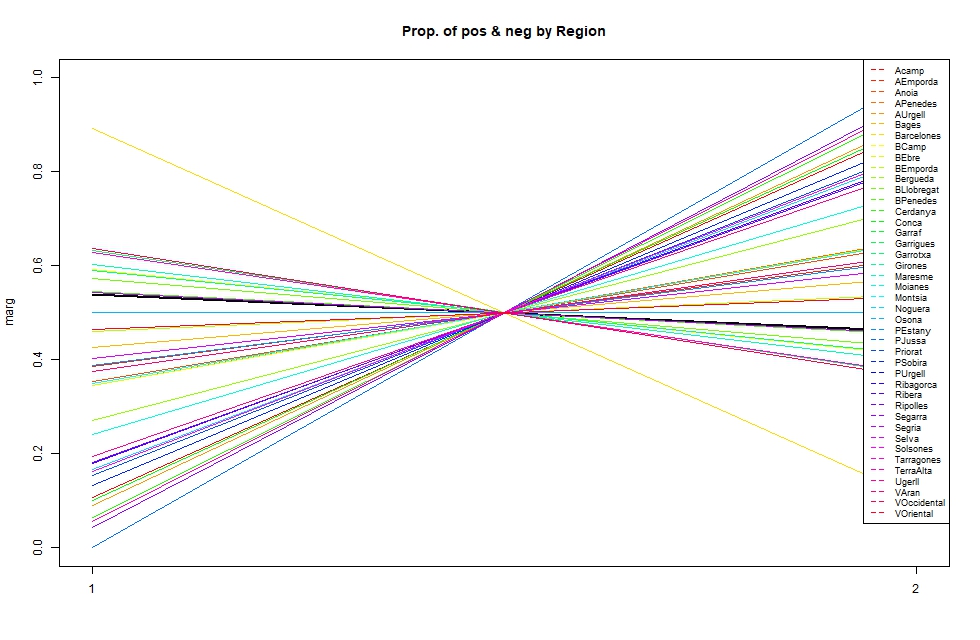 Prop. of pos & neg by Region
marg
1.0
0.8
0.6
0.4
0.2
0.0
1
2
Acamp
AEmporda
Anoia
APenedes
AUrgell
Bages
Barcelones
BCamp
BEbre
BEmporda
Bergueda
BLlobregat
BPenedes
Cerdanya
Conca
Garraf
Garrigues
Garrotxa
Girones
Maresme
Moianes
Montsia
Noguera
Osona
PEstany
PJussa
Priorat
PSobira
PUrgell
Ribagorca
Ribera
Ripolles
Segarra
Segria
Selva
Solsones
Tarragones
TerraAlta
Ugerll
VAran
VOccidental
VOriental